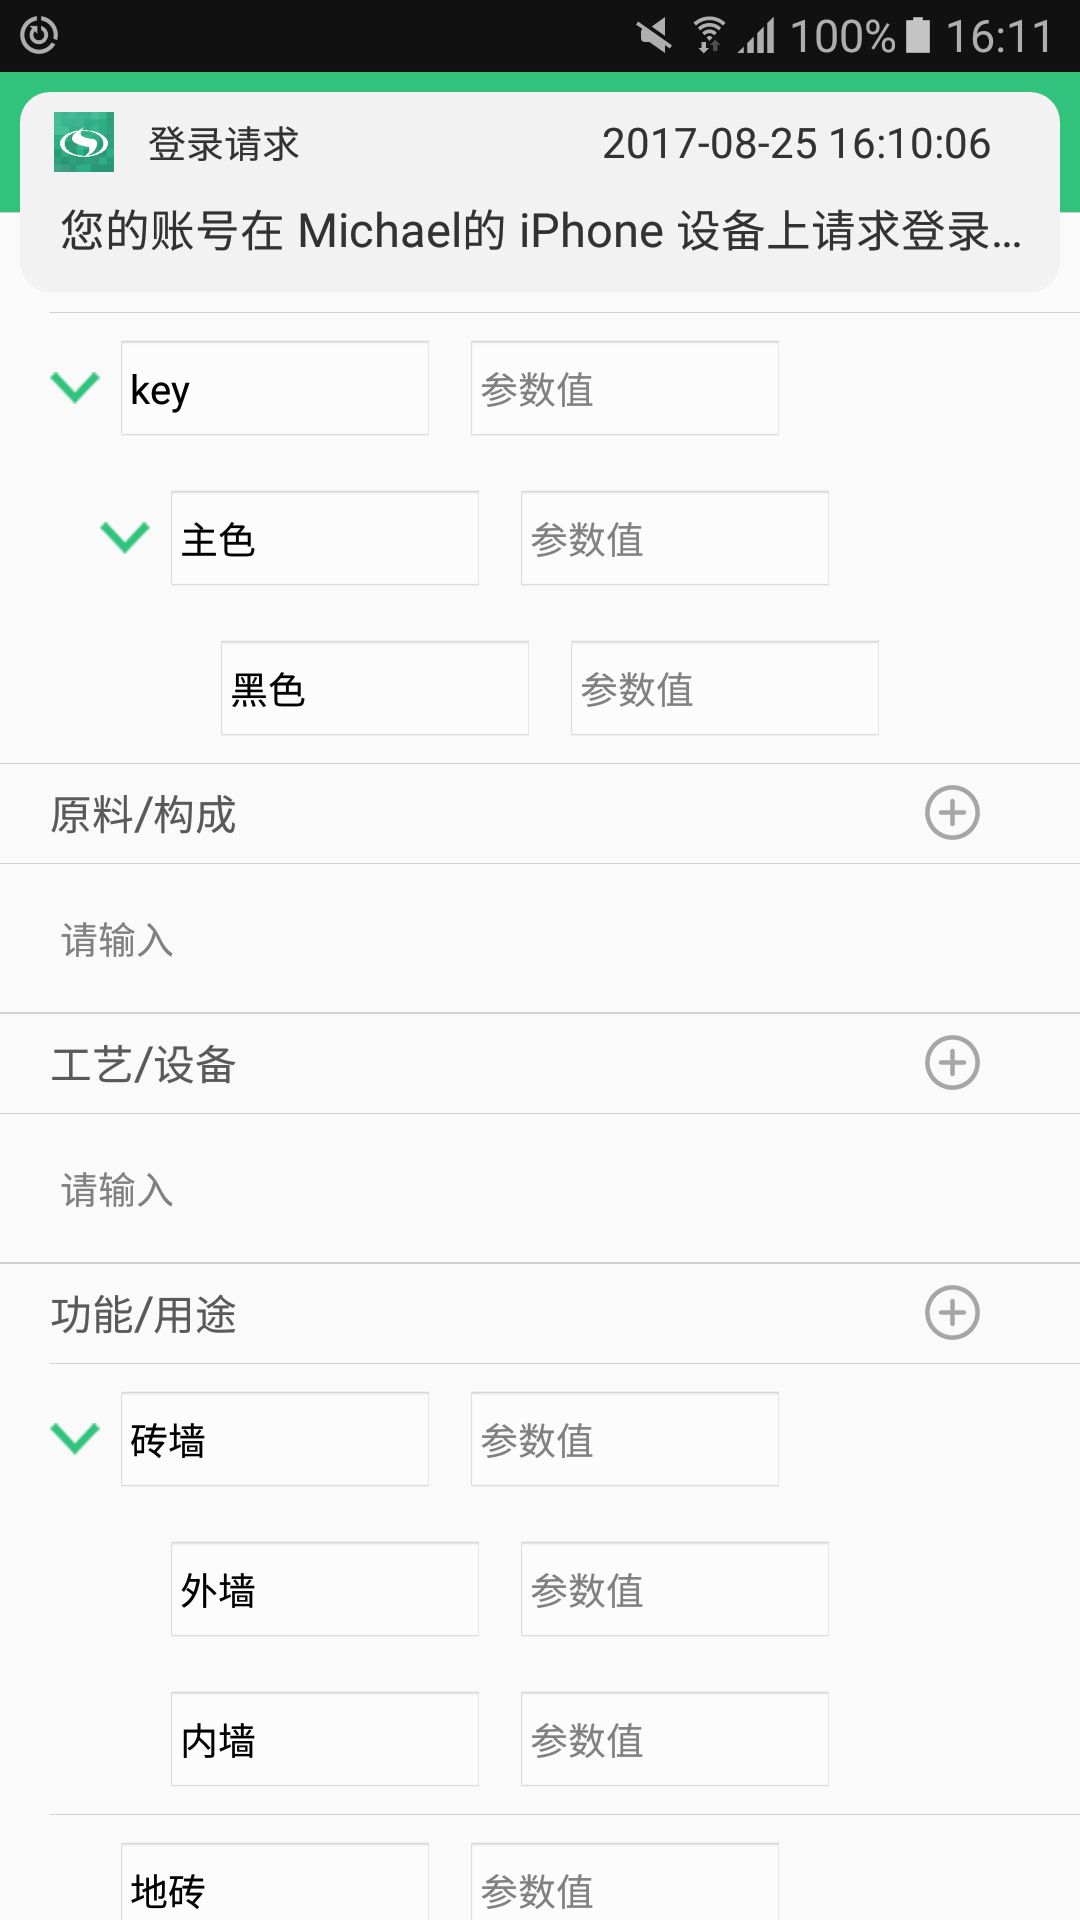 100% 16:11
登录请求 2017-08-25 16:10:06
您的账号在 Michael的 iPhone 设备上请求登录...
key 参数值
主色 参数值
黑色 参数值
原料/构成
请输入
工艺/设备
请输入
功能/用途
砖墙 参数值
外墙 参数值
内墙 参数值
地砖 参数值